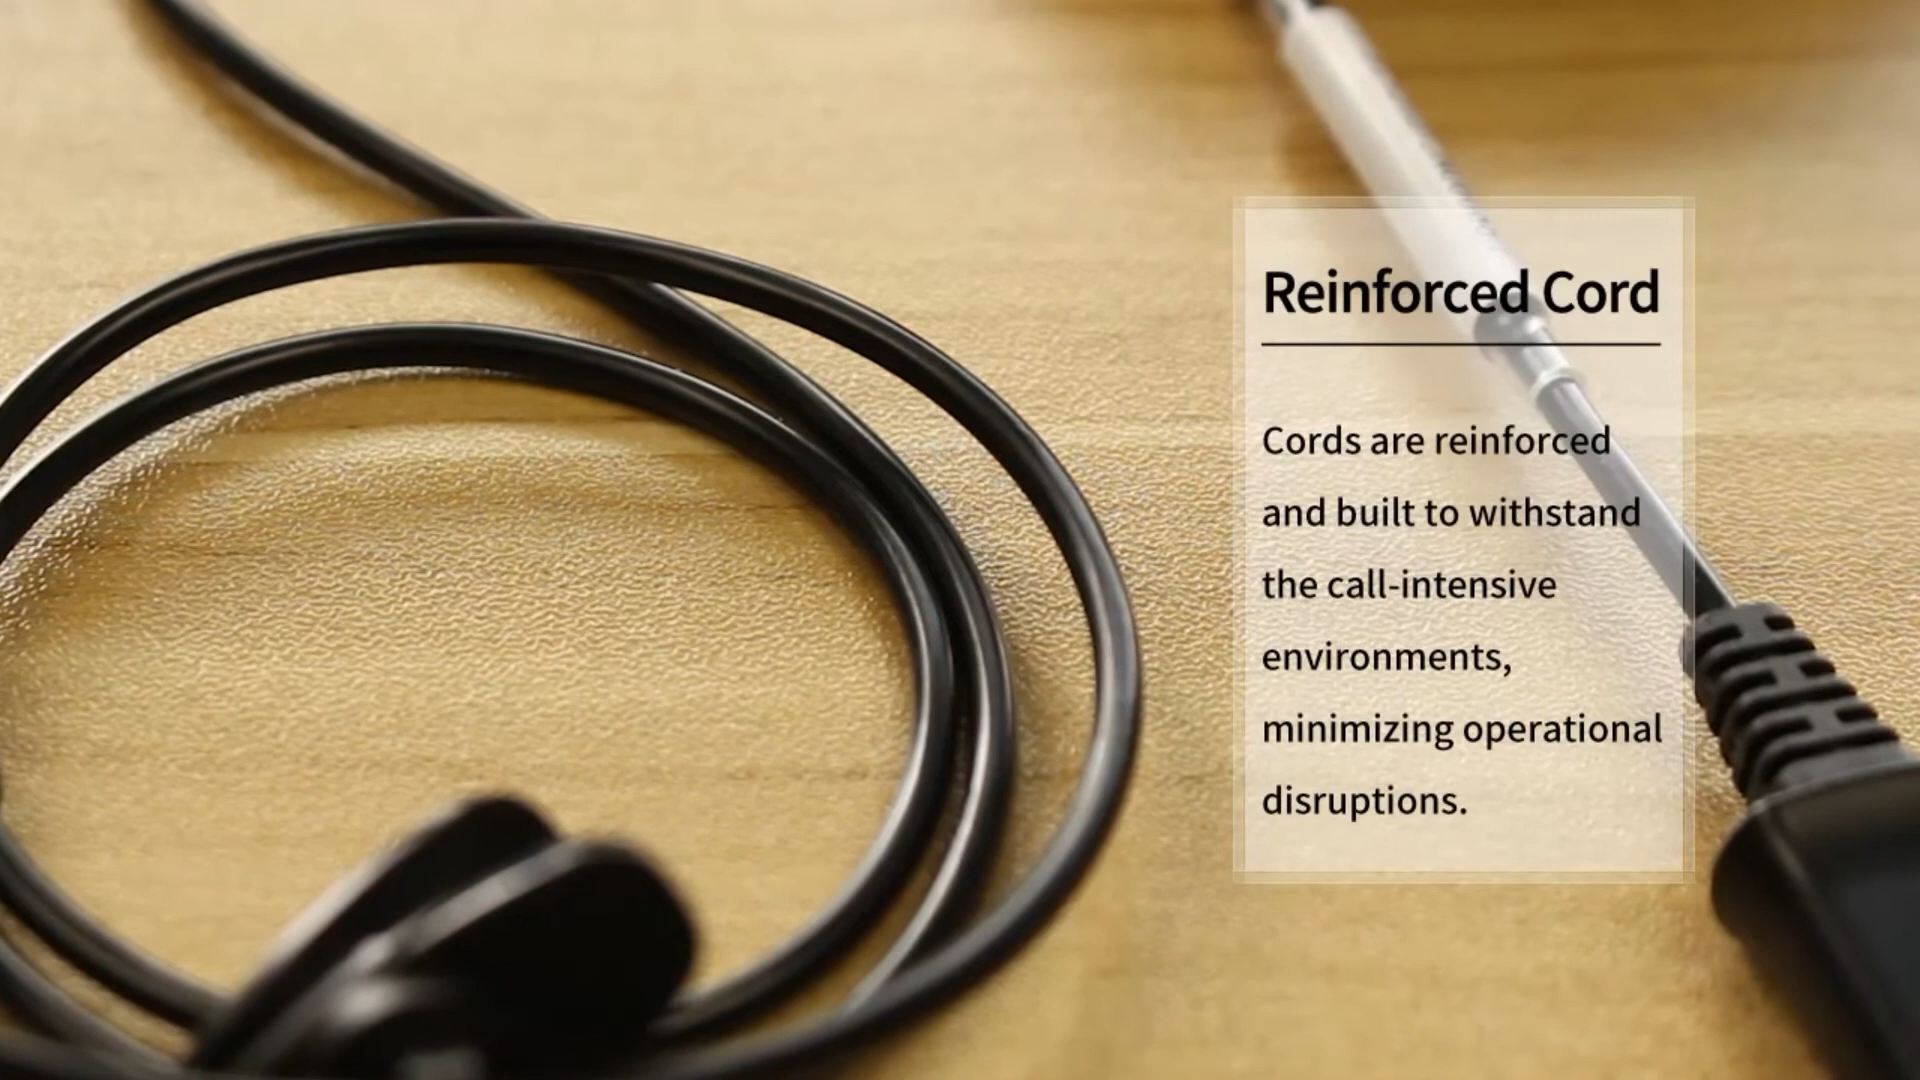 Reinforced Cord
Cords are reinforced
and built to withstand
the call-intensive
environments,
minimizing operational
disruptions.